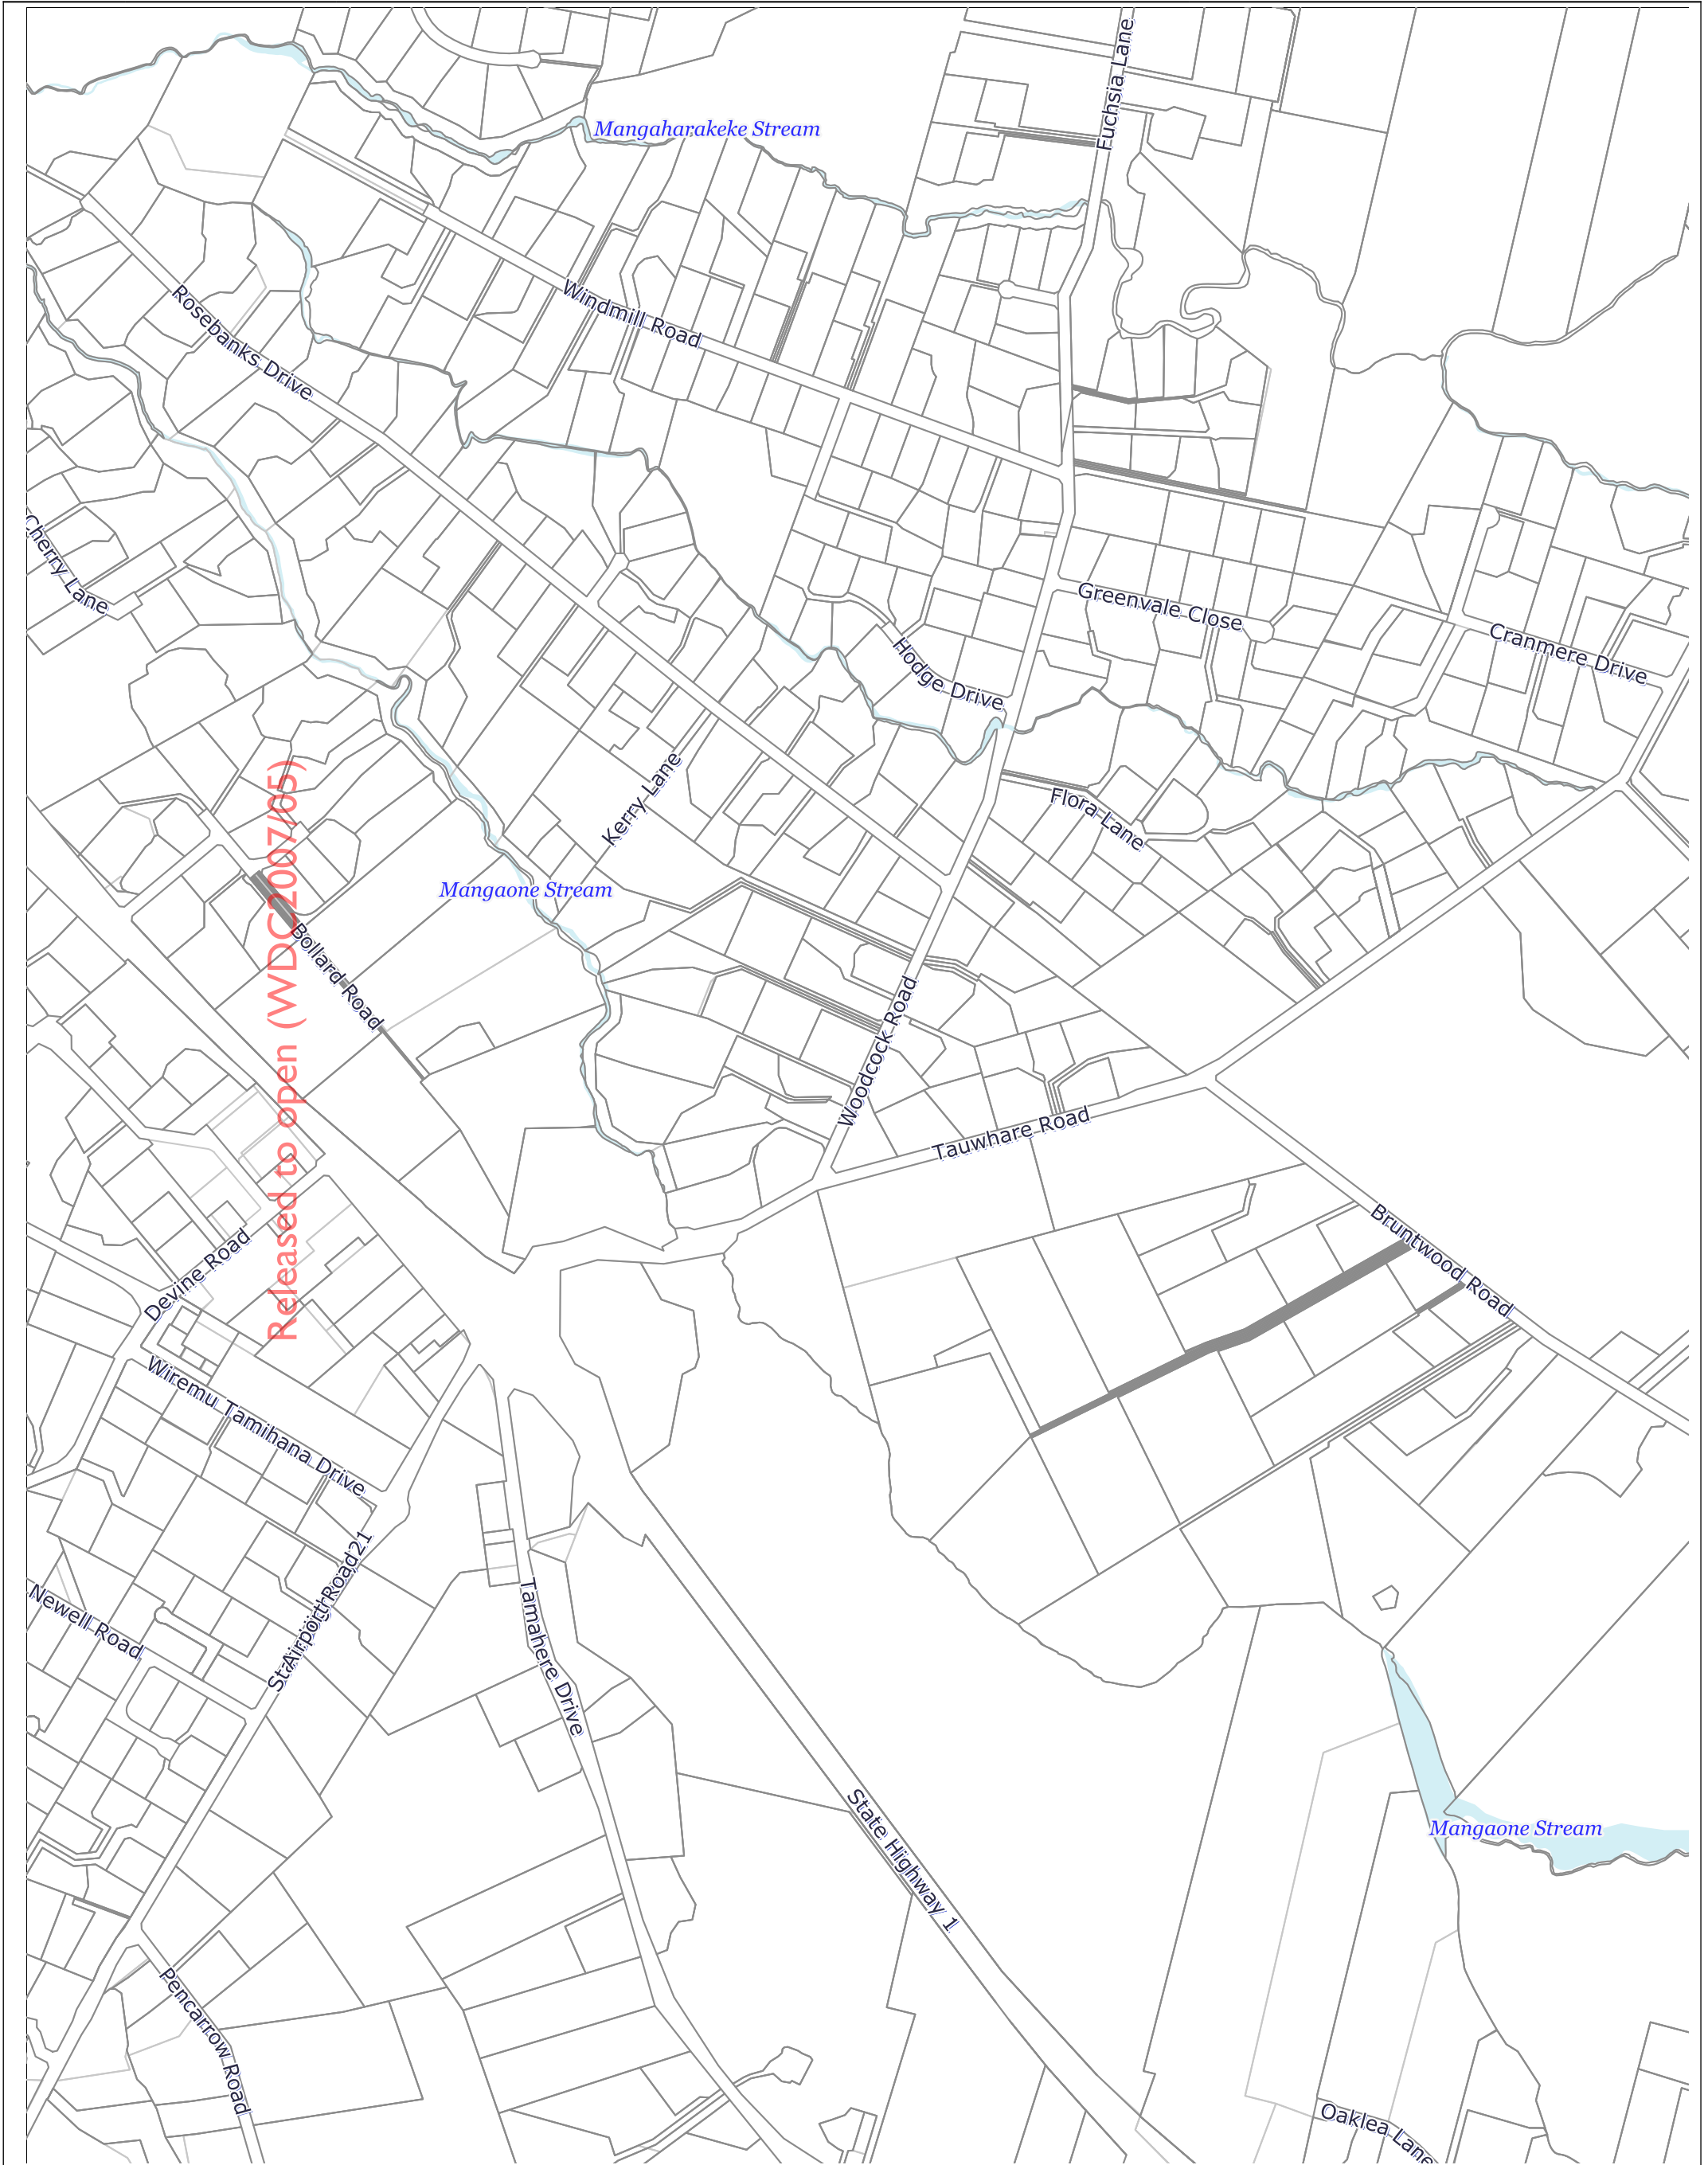 Fuchsia Lane
Mangaharakeke Stream
Windmill Road
Rosebanks Drive
Cherry Lane
Greenvale Close
Cranmere Drive
Hodge Drive
Kerry Lane
Flora Lane
Released to open (WDC2007/05)
Mangaone Stream
Bollard Road
Woodcock Road
Tauwhare Road
Bruntwood Road
Devine Road
Wiremu Tamihana Drive
Airport Road
Newell Road
Tamahere Drive
State Highway 1
Mangaone Stream
Pencarrow Road
Oaklea Lane